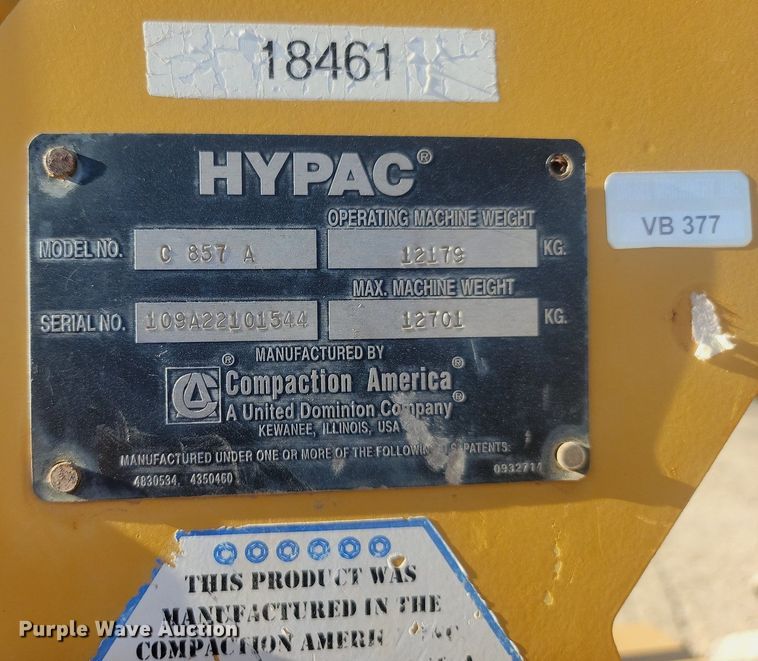 18461
HYPAC®
OPERATING MACHINE WEIGHT
MODEL NO. C 857 A 12179 KG.
MAX. MACHINE WEIGHT
SERIAL NO. 109A22101544 12701 KG.
VB 377
MANUFACTURED BY
CA ® Compaction America®
A United Dominion Company®
KEWANEE, ILLINOIS, USA
MANUFACTURED UNDER ONE OR MORE OF THE FOLLOWING U.S. PATENTS:
4830534, 4350460
THIS PRODUCT WAS
MANUFACTURED IN THE
COMPACTION
Purple Wave Auction